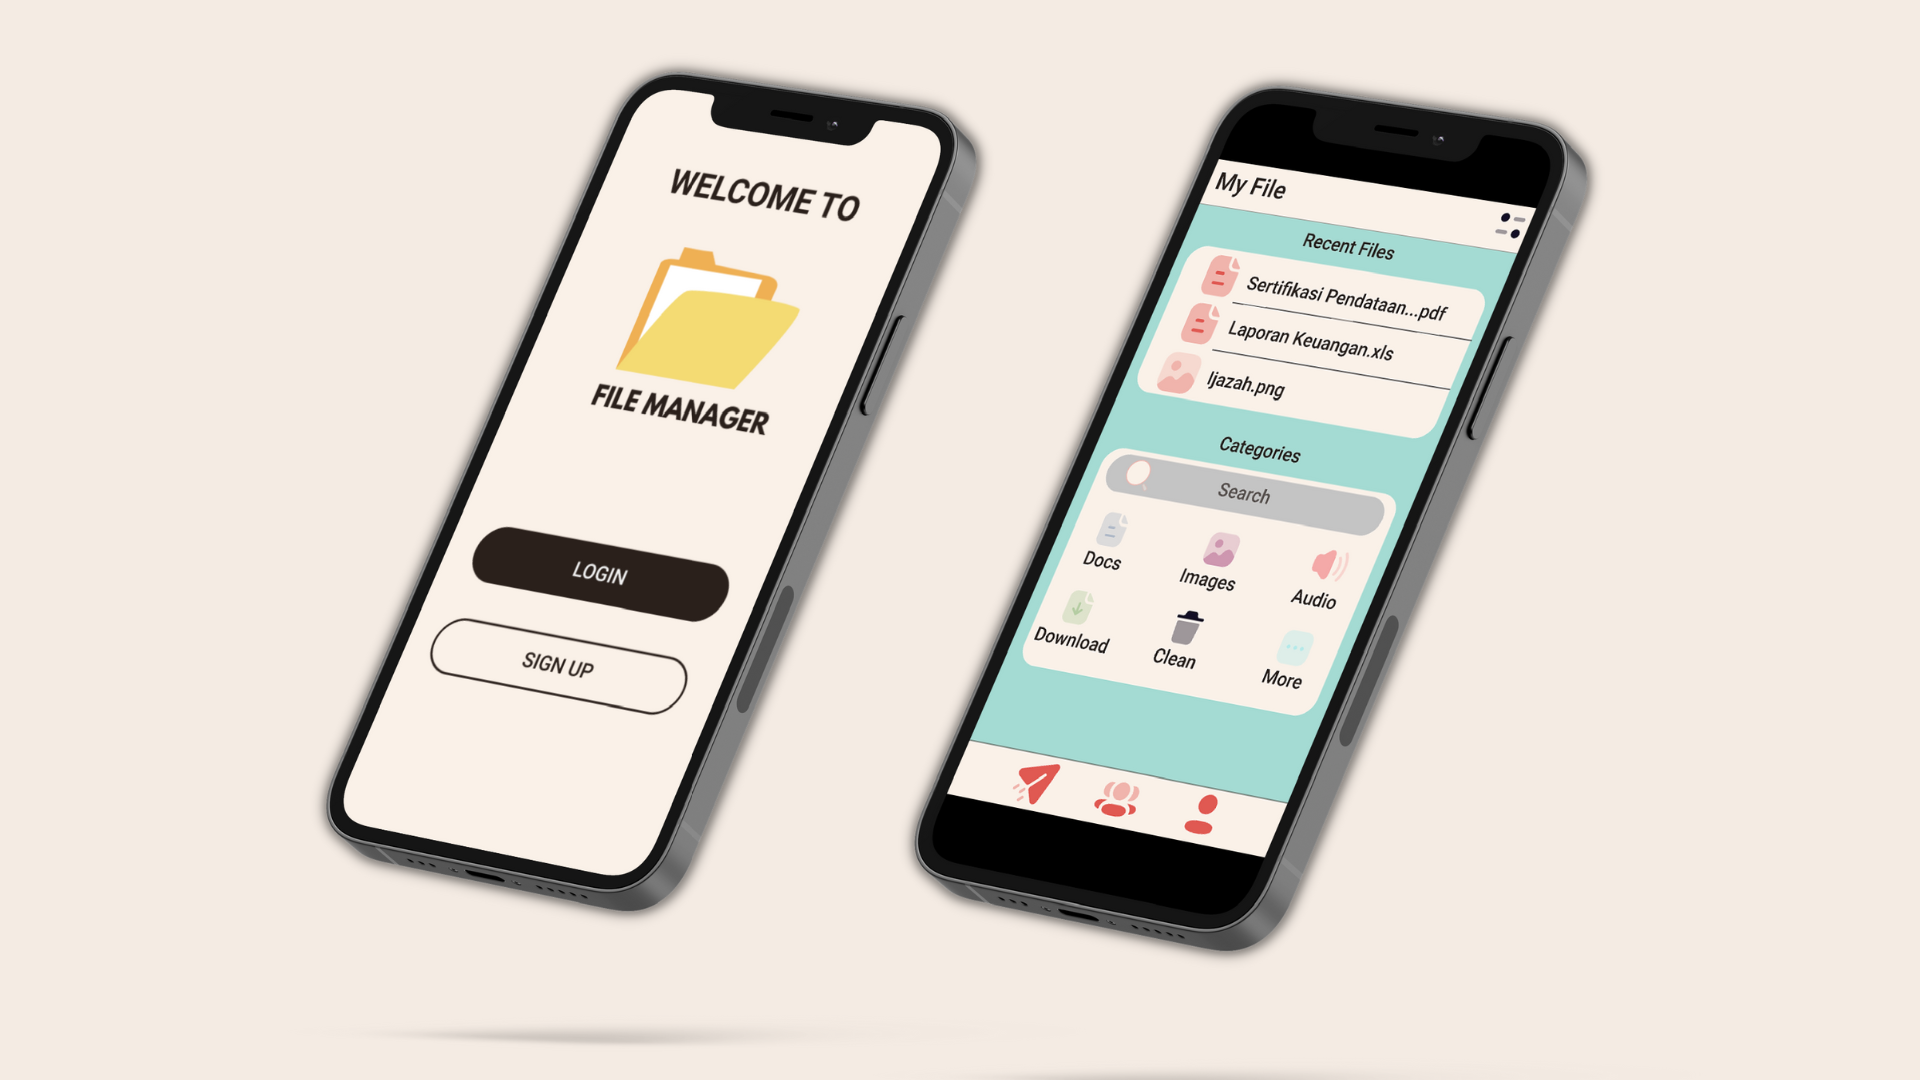 WELCOME TO
FILE MANAGER
LOGIN
SIGN UP
My File
Recent Files
Sertifikasi Pendataan...pdf
Laporan Keuangan.xls
Ijazah.png
Categories
Search
Docs
Images
Audio
Download
Clean
More